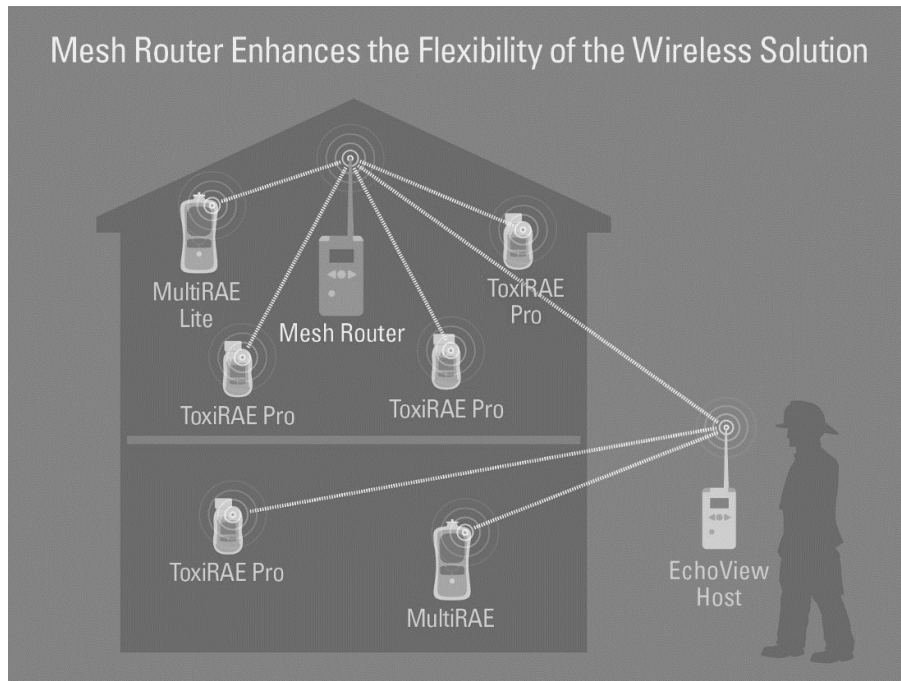 Mesh Router Enhances the Flexibility of the Wireless Solution
MultiRAE
Lite
Mesh Router
ToxiRAE
Pro
ToxiRAE Pro
ToxiRAE Pro
ToxiRAE Pro
MultiRAE
EchoView
Host